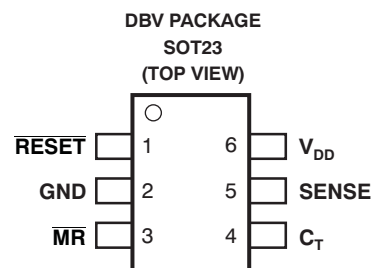 DBV PACKAGE
SOT23
(TOP VIEW)
RESET 1 6 VDD
GND 2 5 SENSE
MR 3 4 CT